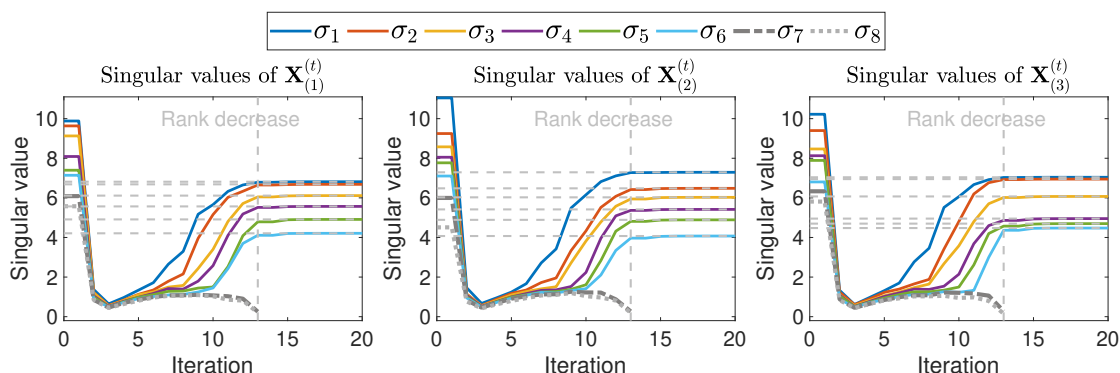 σ1 σ2 σ3 σ4 σ5 σ6 σ7 σ8
Singular values of X(1)(t)
Singular values of X(2)(t)
Singular values of X(3)(t)
10
8
6
4
2
0
Singular value
Rank decrease
0 5 10 15 20
Iteration
10
8
6
4
2
0
Singular value
Rank decrease
0 5 10 15 20
Iteration
10
8
6
4
2
0
Singular value
Rank decrease
0 5 10 15 20
Iteration